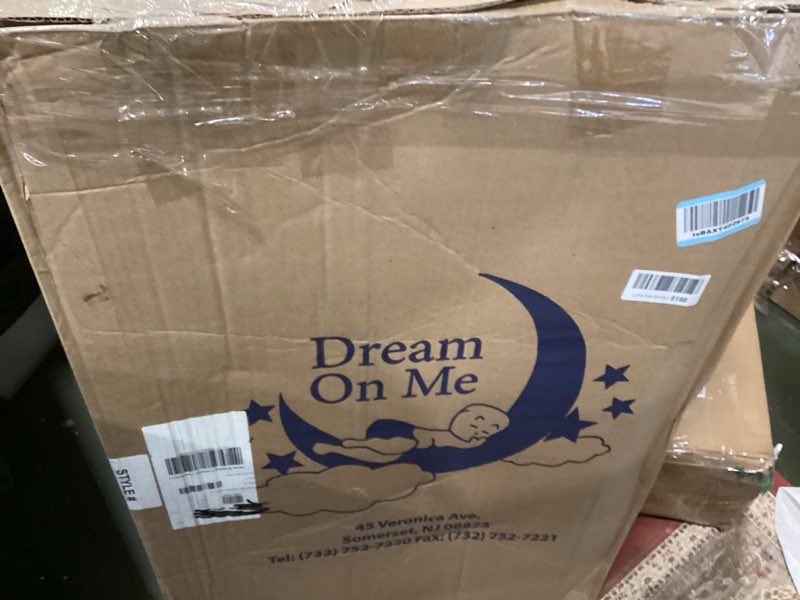 Dream
On Me
STYLE#
45 Veronica Ave,
Somerset, NJ 08873
Tel: (732) 752-7220 Fax: (732) 752-7221